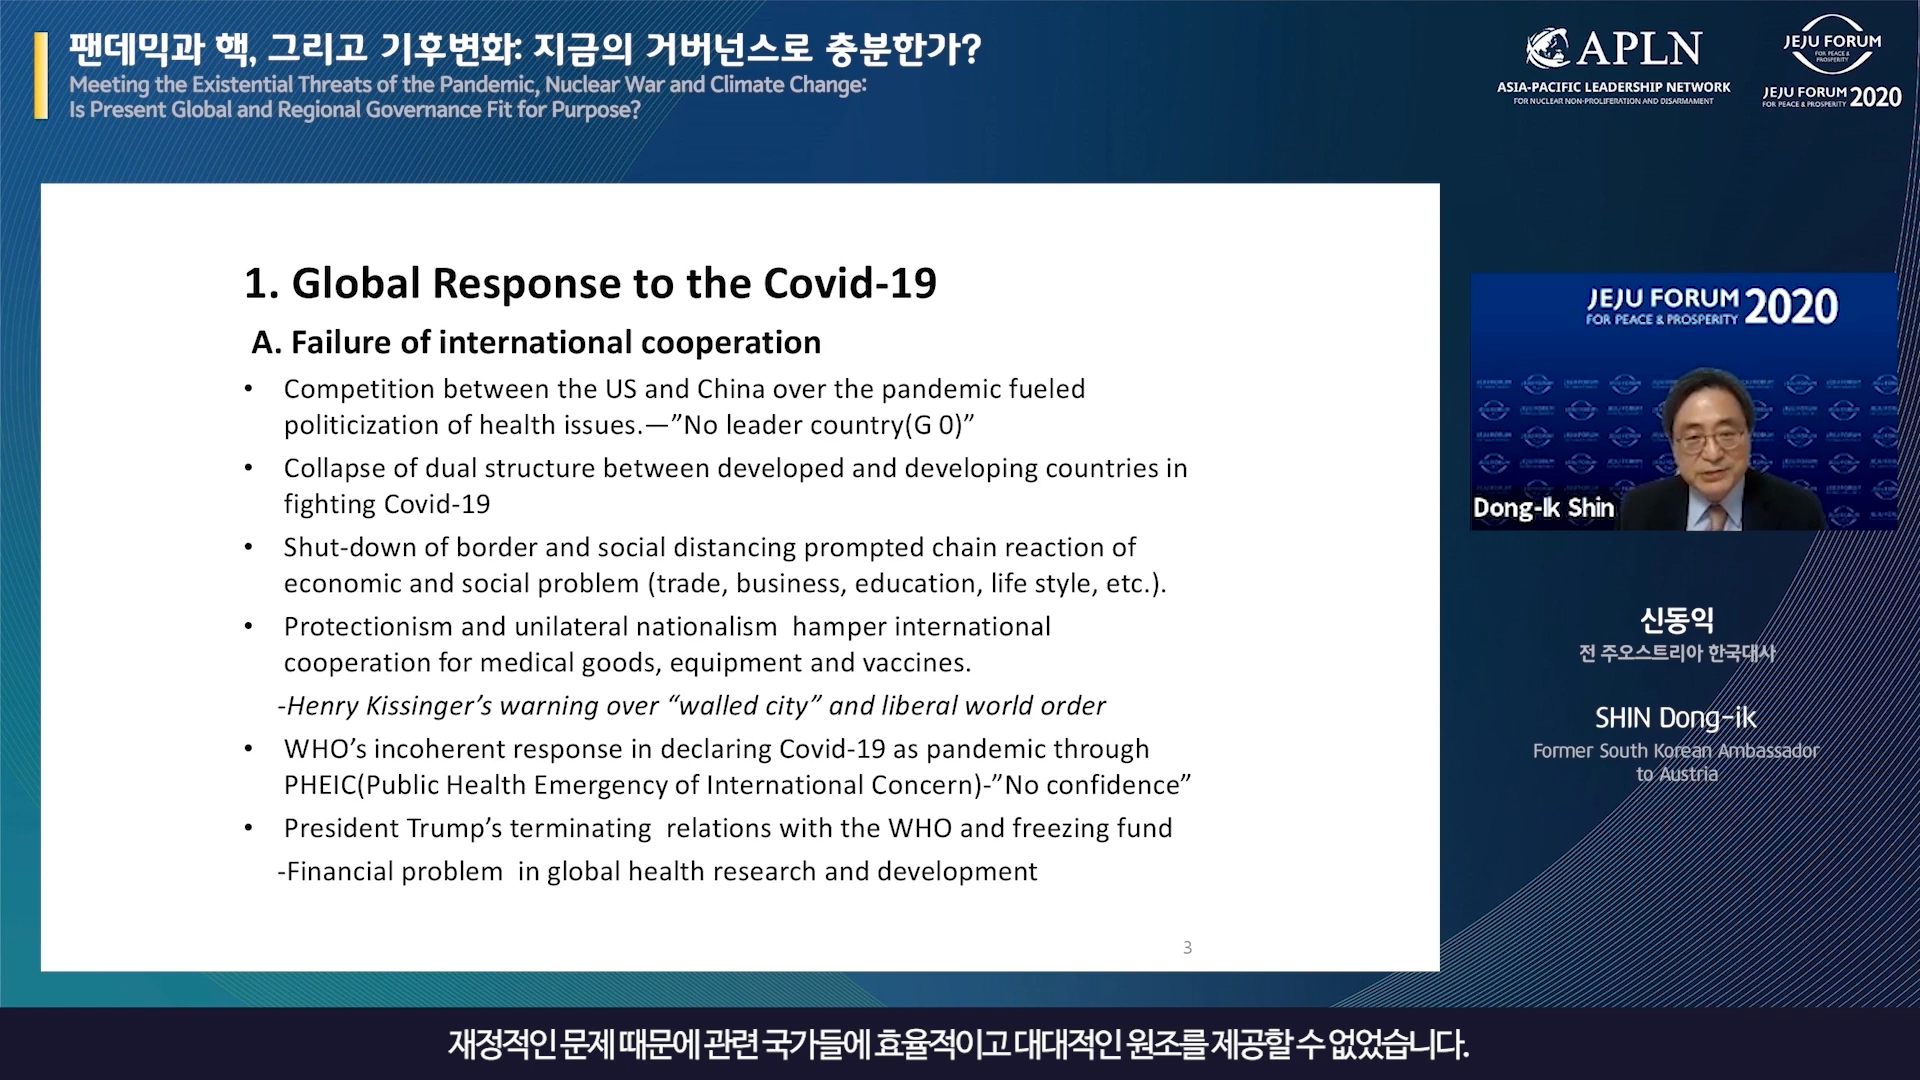 팬데믹과 핵, 그리고 기후변화: 지금의 거버넌스로 충분한가?
Meeting the Existential Threats of the Pandemic, Nuclear War and Climate Change:
Is Present Global and Regional Governance Fit for Purpose?
APLN
ASIA-PACIFIC LEADERSHIP NETWORK
FOR NUCLEAR NON-PROLIFERATION AND DISARMAMENT
JEJU FORUM
FOR PEACE &
PROSPERITY
JEJU FORUM
FOR PEACE & PROSPERITY 2020
1. Global Response to the Covid-19
A. Failure of international cooperation
• Competition between the US and China over the pandemic fueled
politicization of health issues.—”No leader country(G 0)”
• Collapse of dual structure between developed and developing countries in
fighting Covid-19
• Shut-down of border and social distancing prompted chain reaction of
economic and social problem (trade, business, education, life style, etc.).
• Protectionism and unilateral nationalism  hamper international
cooperation for medical goods, equipment and vaccines.
-Henry Kissinger’s warning over “walled city” and liberal world order
• WHO’s incoherent response in declaring Covid-19 as pandemic through
PHEIC(Public Health Emergency of International Concern)-”No confidence”
• President Trump’s terminating  relations with the WHO and freezing fund
-Financial problem  in global health research and development
3
JEJU FORUM 2020
FOR PEACE & PROSPERITY
Dong-Ik Shin
신동익
전 주오스트리아 한국대사
SHIN Dong-ik
Former South Korean Ambassador
to Austria
재정적인 문제 때문에 관련 국가들에 효율적이고 대대적인 원조를 제공할 수 없었습니다.